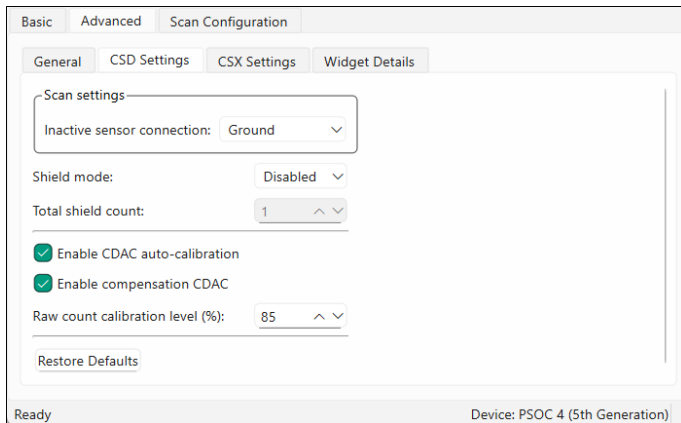 Basic Advanced Scan Configuration
General CSD Settings CSX Settings Widget Details
Scan settings
Inactive sensor connection: Ground
Shield mode: Disabled
Total shield count: 1
Enable CDAC auto-calibration
Enable compensation CDAC
Raw count calibration level (%): 85
Restore Defaults
Ready Device: PSOC 4 (5th Generation)